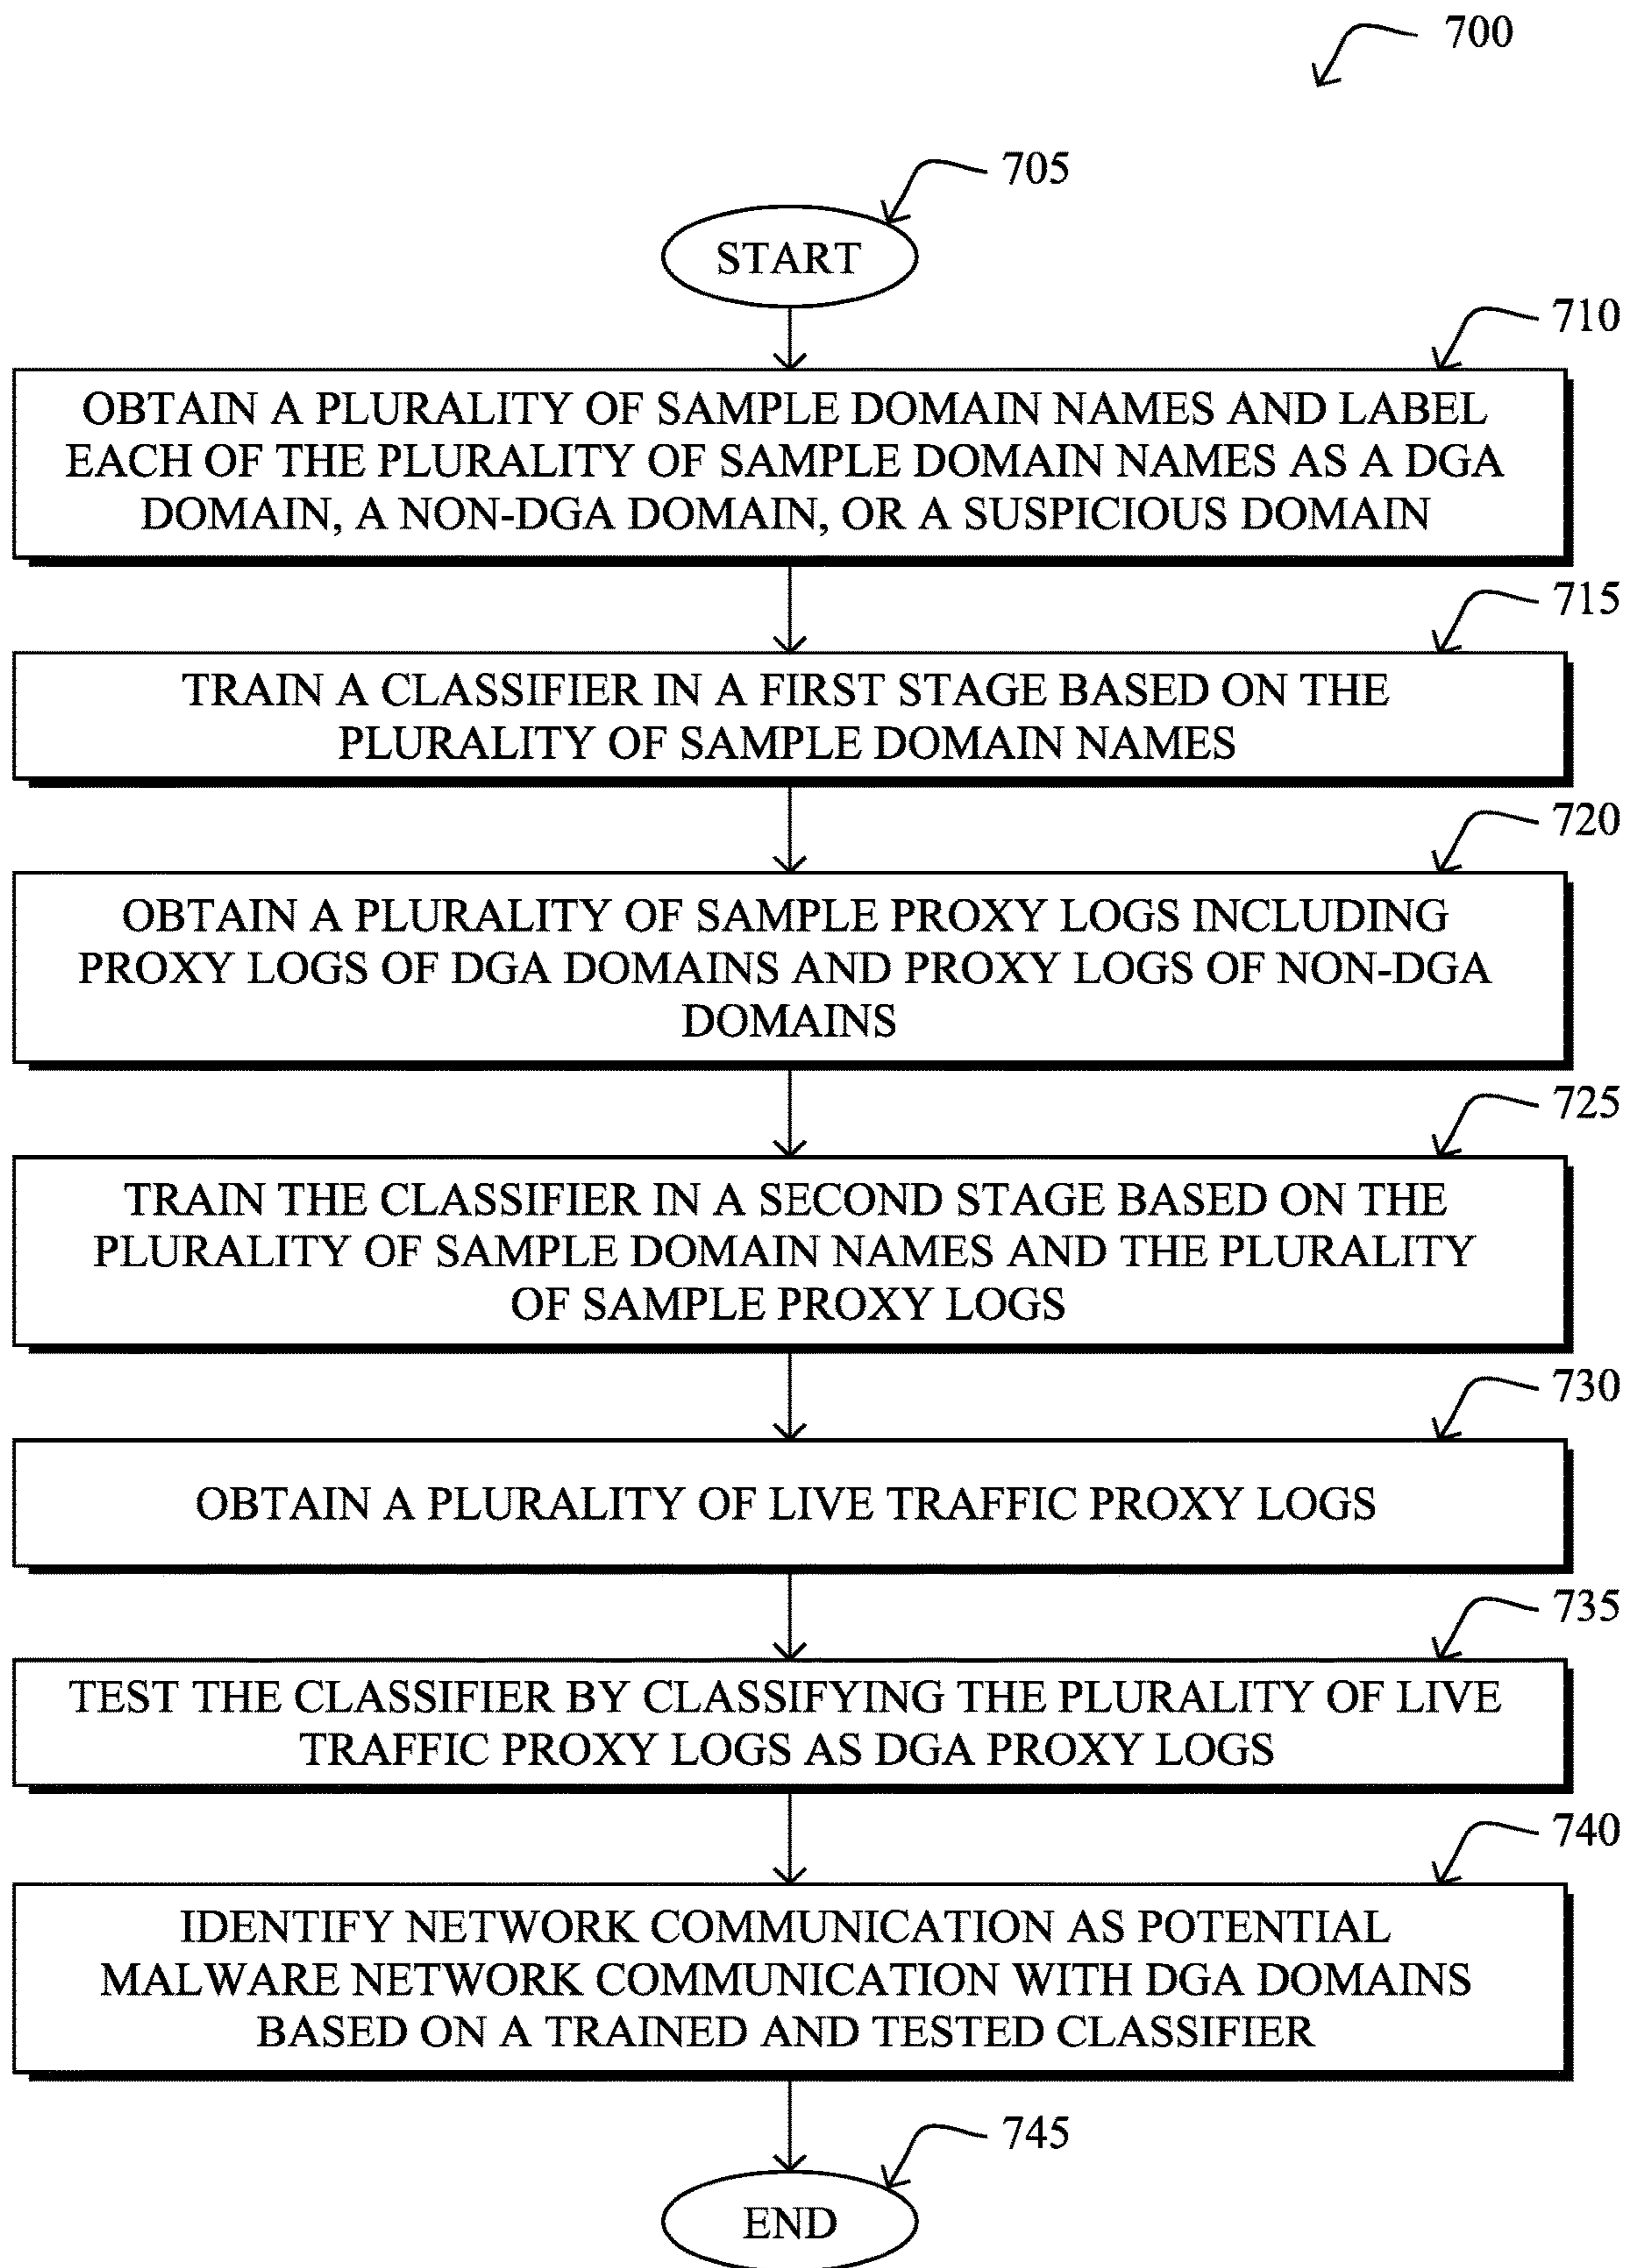 700
705
START
710
OBTAIN A PLURALITY OF SAMPLE DOMAIN NAMES AND LABEL
EACH OF THE PLURALITY OF SAMPLE DOMAIN NAMES AS A DGA
DOMAIN, A NON-DGA DOMAIN, OR A SUSPICIOUS DOMAIN
715
TRAIN A CLASSIFIER IN A FIRST STAGE BASED ON THE
PLURALITY OF SAMPLE DOMAIN NAMES
720
OBTAIN A PLURALITY OF SAMPLE PROXY LOGS INCLUDING
PROXY LOGS OF DGA DOMAINS AND PROXY LOGS OF NON-DGA
DOMAINS
725
TRAIN THE CLASSIFIER IN A SECOND STAGE BASED ON THE
PLURALITY OF SAMPLE DOMAIN NAMES AND THE PLURALITY
OF SAMPLE PROXY LOGS
730
OBTAIN A PLURALITY OF LIVE TRAFFIC PROXY LOGS
735
TEST THE CLASSIFIER BY CLASSIFYING THE PLURALITY OF LIVE
TRAFFIC PROXY LOGS AS DGA PROXY LOGS
740
IDENTIFY NETWORK COMMUNICATION AS POTENTIAL
MALWARE NETWORK COMMUNICATION WITH DGA DOMAINS
BASED ON A TRAINED AND TESTED CLASSIFIER
745
END